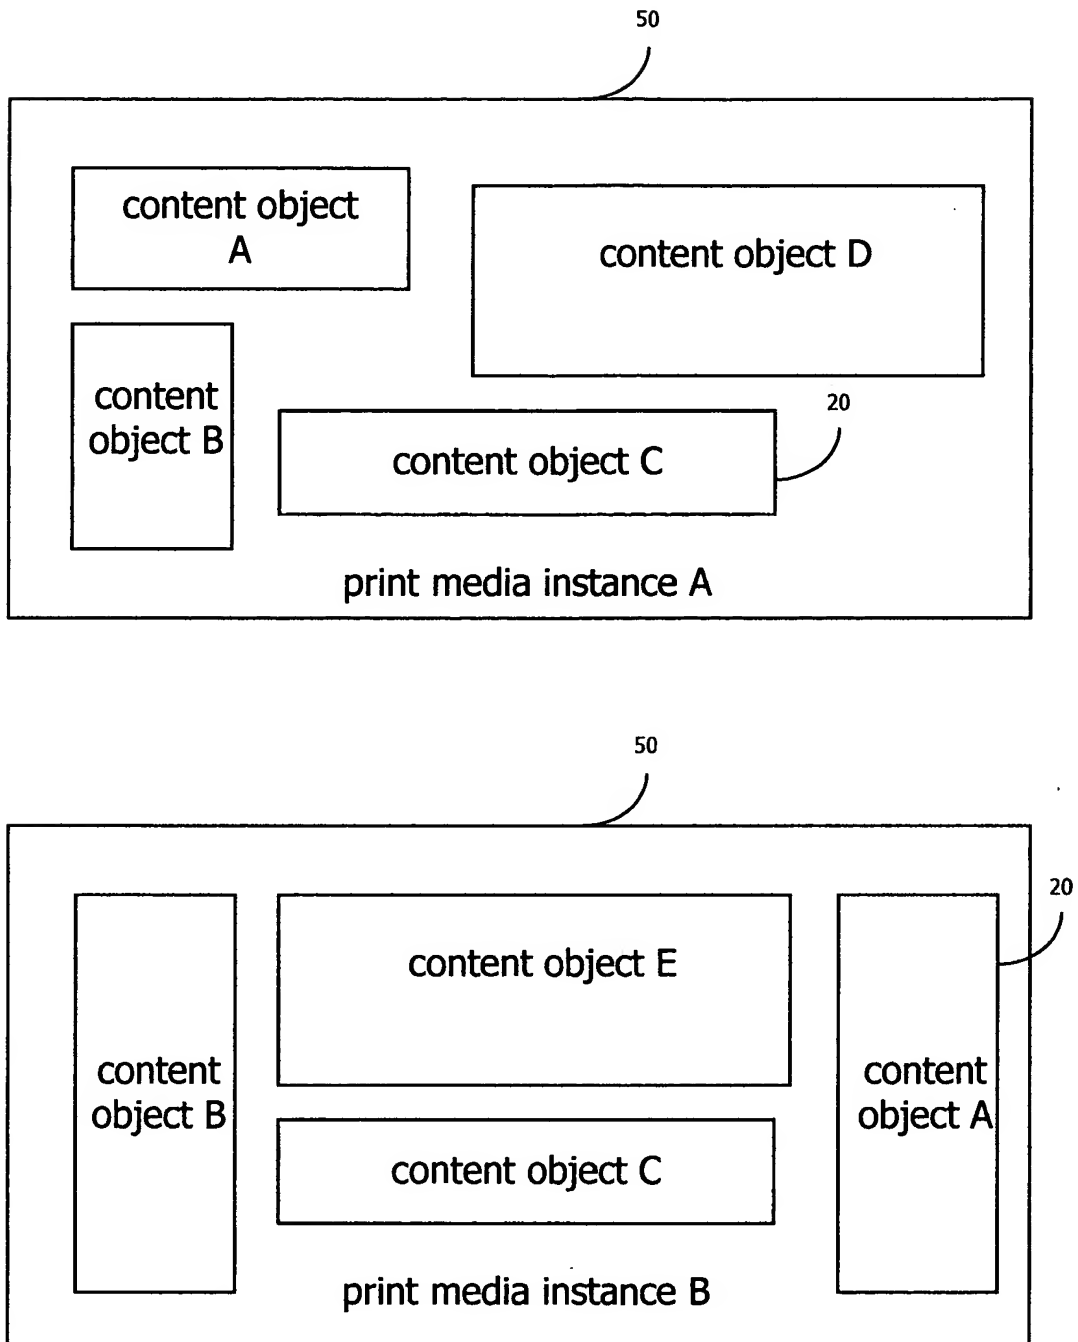 50
content object
A
content object D
content
object B
20
content object C
print media instance A
50
20
content object E
content
object B
content
object A
content object C
print media instance B